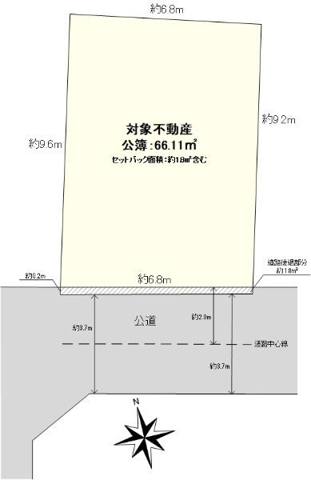 約6.8m
約9.2m
対象不動産
公簿：66.11㎡
セットバック面積：約1.8㎡含む
約9.6m
約6.8m
道路後退部分
約1.8㎡
約0.2m
公道
約3.7m
約2.0m
道路中心線
約3.7m
N